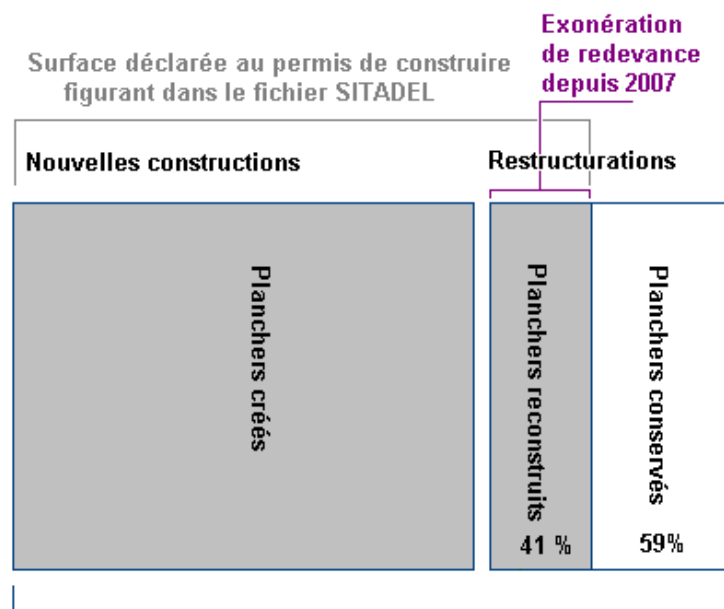 Exonération
de redevance
depuis 2007
Surface déclarée au permis de construire
figurant dans le fichier SITADEL
Nouvelles constructions
Restructurations
Planchers créés
Planchers reconstruits
41 %
Planchers conservés
59%